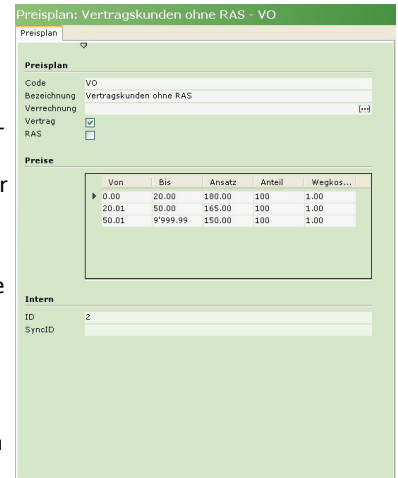 Preisplan: Vertragskunden ohne RAS - VO
Preisplan
Preisplan
Code VO
Bezeichnung Vertragskunden ohne RAS
Verrechnung [...]
Vertrag
RAS
Preise
Von Bis Ansatz Anteil Wegkos...
0.00 20.00 180.00 100 1.00
20.01 50.00 165.00 100 1.00
50.01 9'999.99 150.00 100 1.00
Intern
ID 2
SyncID